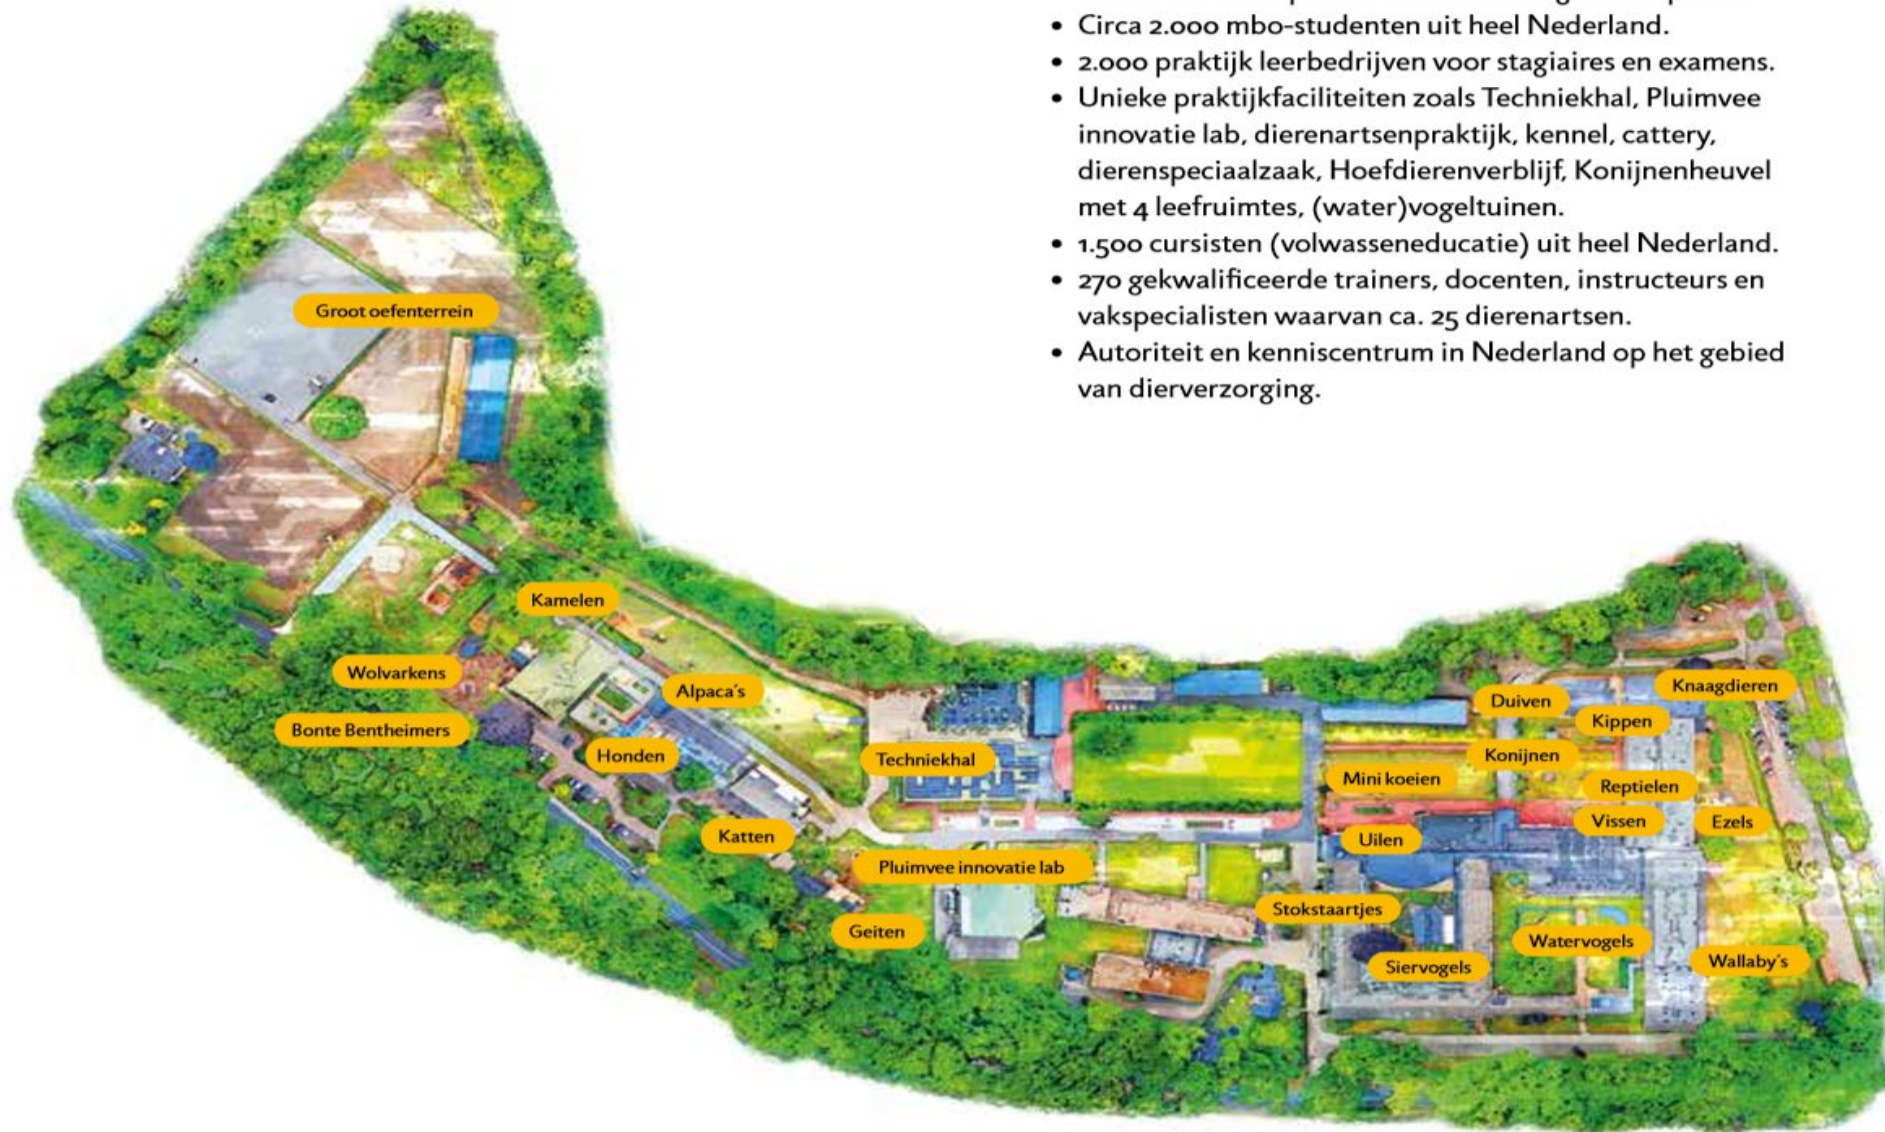 • Circa 2.000 mbo-studenten uit heel Nederland.
• 2.000 praktijk leerbedrijven voor stagiaires en examens.
• Unieke praktijkfaciliteiten zoals Techniekhal, Pluimvee
innovatie lab, dierenartsenpraktijk, kennel, cattery,
dierenspeciaalzaak, Hoefdierenverblijf, Konijnenheuvel
met 4 leefruimtes, (water)vogeltuinen.
• 1.500 cursisten (volwasseneducatie) uit heel Nederland.
• 270 gekwalificeerde trainers, docenten, instructeurs en
vakspecialisten waarvan ca. 25 dierenartsen.
• Autoriteit en kenniscentrum in Nederland op het gebied
van dierverzorging.
Groot oefenterrein
Kamelen
Wolvarkens
Alpaca's
Bonte Bentheimers
Honden
Techniekhal
Katten
Pluimvee innovatie lab
Geiten
Duiven
Knaagdieren
Kippen
Konijnen
Mini koeien
Reptielen
Vissen
Ezels
Uilen
Stokstaartjes
Watervogels
Siervogels
Wallaby's